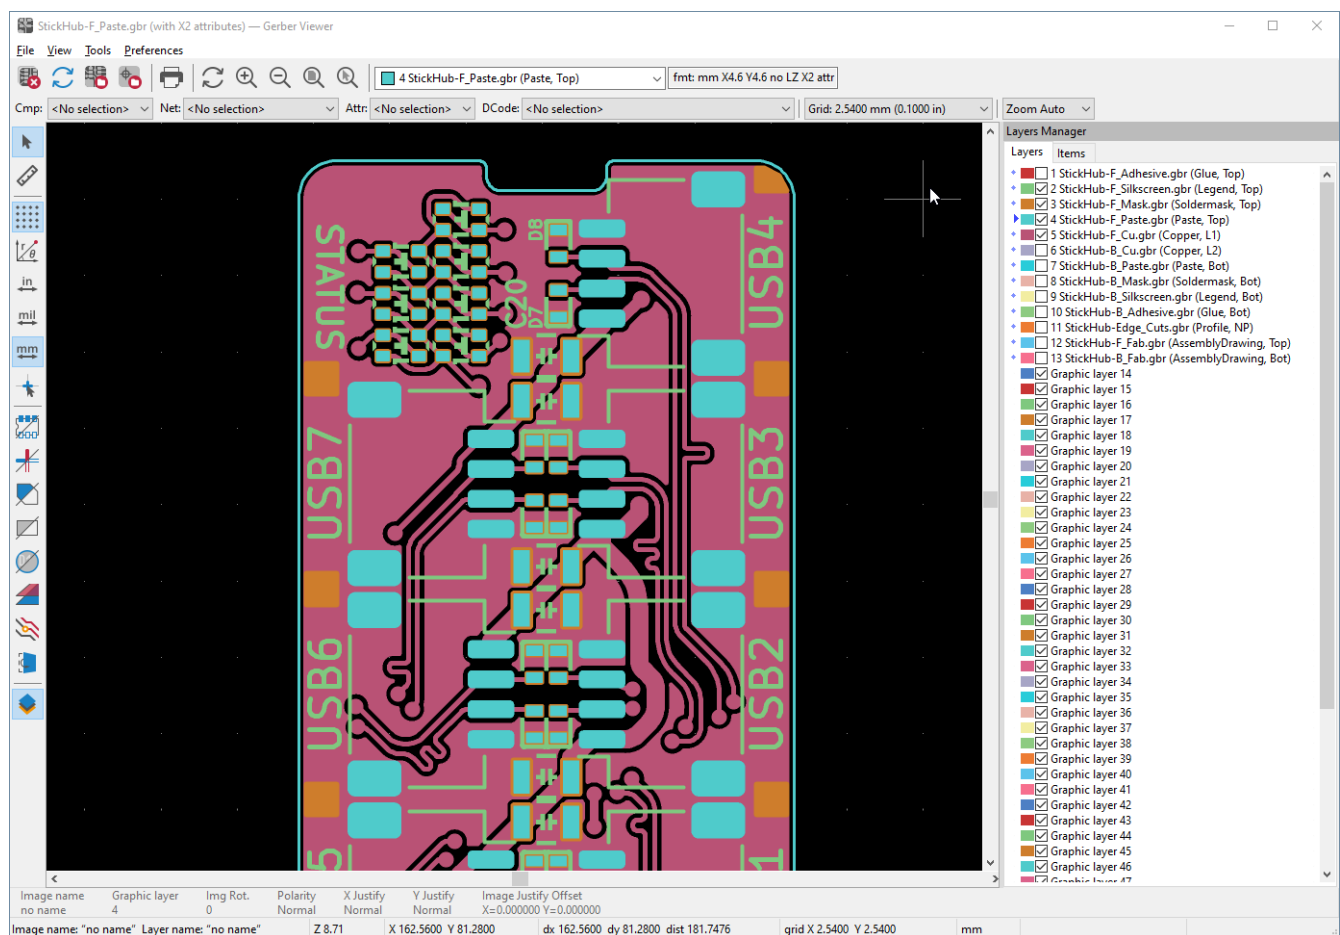 StickHub-F_Paste.gbr (with X2 attributes) — Gerber Viewer
File View Tools Preferences
4 StickHub-F_Paste.gbr (Paste, Top) fmt: mm X4.6 Y4.6 no LZ X2 attr
Cmp: <No selection> Net: <No selection> Attr: <No selection> DCode: <No selection> Grid: 2.5400 mm (0.1000 in) Zoom Auto
in
mil
mm
STATUS
D8
C20
D7
USB4
USB7
USB3
USB6
USB2
5
1
Layers Manager
Layers Items
1 StickHub-F_Adhesive.gbr (Glue, Top)
2 StickHub-F_Silkscreen.gbr (Legend, Top)
3 StickHub-F_Mask.gbr (Soldermask, Top)
4 StickHub-F_Paste.gbr (Paste, Top)
5 StickHub-F_Cu.gbr (Copper, L1)
6 StickHub-B_Cu.gbr (Copper, L2)
7 StickHub-B_Paste.gbr (Paste, Bot)
8 StickHub-B_Mask.gbr (Soldermask, Bot)
9 StickHub-B_Silkscreen.gbr (Legend, Bot)
10 StickHub-B_Adhesive.gbr (Glue, Bot)
11 StickHub-Edge_Cuts.gbr (Profile, NP)
12 StickHub-F_Fab.gbr (AssemblyDrawing, Top)
13 StickHub-B_Fab.gbr (AssemblyDrawing, Bot)
Graphic layer 14
Graphic layer 15
Graphic layer 16
Graphic layer 17
Graphic layer 18
Graphic layer 19
Graphic layer 20
Graphic layer 21
Graphic layer 22
Graphic layer 23
Graphic layer 24
Graphic layer 25
Graphic layer 26
Graphic layer 27
Graphic layer 28
Graphic layer 29
Graphic layer 30
Graphic layer 31
Graphic layer 32
Graphic layer 33
Graphic layer 34
Graphic layer 35
Graphic layer 36
Graphic layer 37
Graphic layer 38
Graphic layer 39
Graphic layer 40
Graphic layer 41
Graphic layer 42
Graphic layer 43
Graphic layer 44
Graphic layer 45
Graphic layer 46
Graphic layer 47
Image name Graphic layer Img Rot. Polarity X Justify Y Justify Image Justify Offset
no name 4 0 Normal Normal Normal X=0.000000 Y=0.000000
Image name: "no name" Layer name: "no name" Z 8.71 X 162.5600 Y 81.2800 dx 162.5600 dy 81.2800 dist 181.7476 grid X 2.5400 Y 2.5400 mm